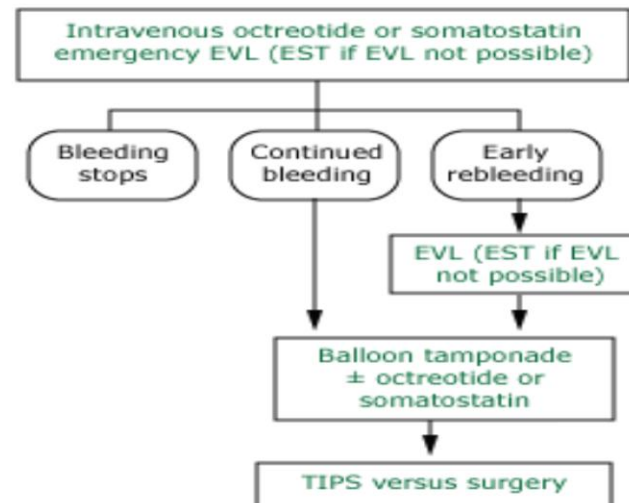 Intravenous octreotide or somatostatin
emergency EVL (EST if EVL not possible)
Bleeding
stops
Continued
bleeding
Early
rebleeding
EVL (EST if EVL
not possible)
Balloon tamponade
± octreotide or
somatostatin
TIPS versus surgery